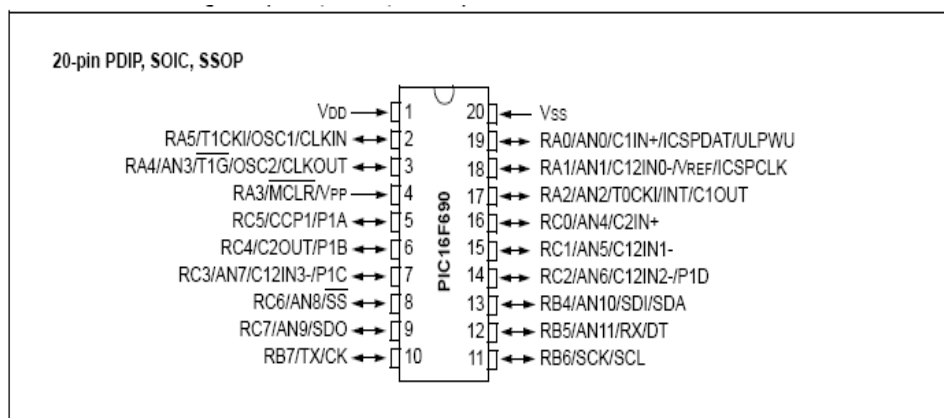 20-pin PDIP, SOIC, SSOP
VDD 1 20 VSS
RA5/T1CKI/OSC1/CLKIN 2 19 RA0/AN0/C1IN+/ICSPDAT/ULPWU
RA4/AN3/T1G/OSC2/CLKOUT 3 18 RA1/AN1/C12IN0-/VREF/ICSPCLK
RA3/MCLR/VPP 4 17 RA2/AN2/T0CKI/INT/C1OUT
RC5/CCP1/P1A 5 16 RC0/AN4/C2IN+
RC4/C2OUT/P1B 6 15 RC1/AN5/C12IN1-
RC3/AN7/C12IN3-/P1C 7 14 RC2/AN6/C12IN2-/P1D
RC6/AN8/SS 8 13 RB4/AN10/SDI/SDA
RC7/AN9/SDO 9 12 RB5/AN11/RX/DT
RB7/TX/CK 10 11 RB6/SCK/SCL
PIC16F690